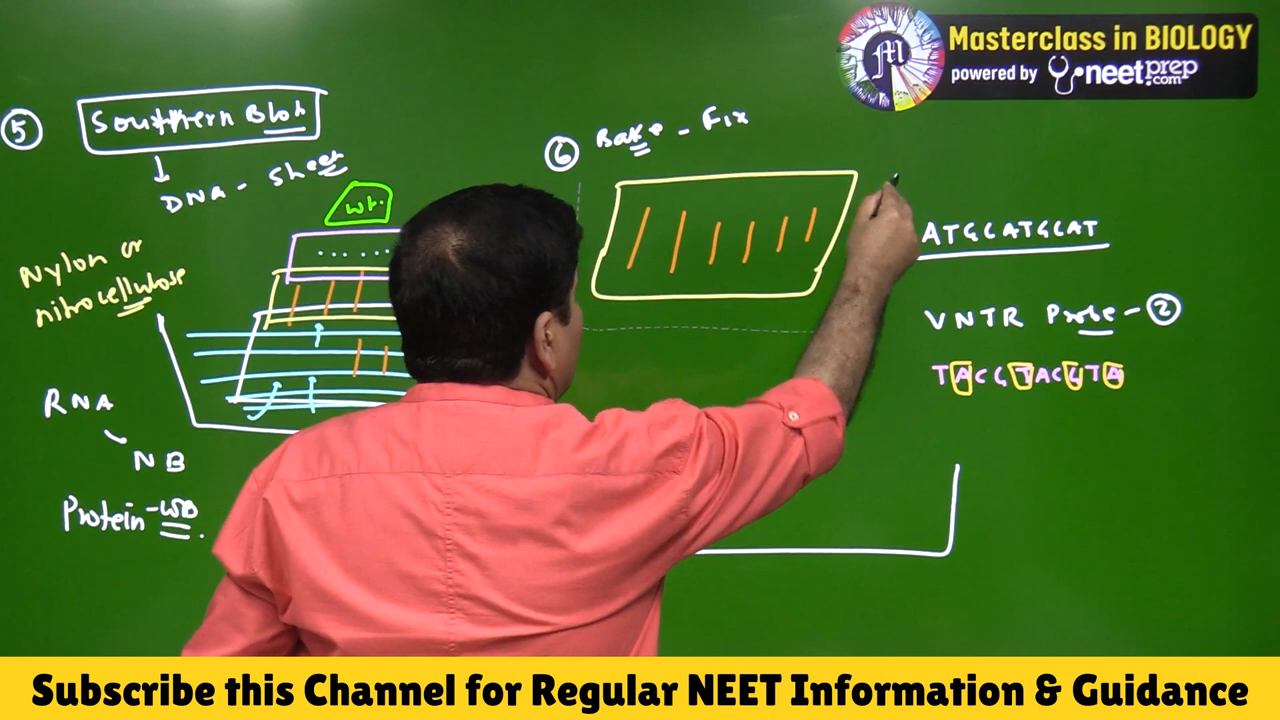 Masterclass in BIOLOGY
powered by neetprep.com
M
⑤ Southern Blot
DNA - Sheet
wt.
Nylon or
nitrocellulose
RNA
NB
Protein - WB.
⑥ Bake - Fix
ATGCATGCAT
VNTR Probe - ②
TACGTACGTA
Subscribe this Channel for Regular NEET Information & Guidance